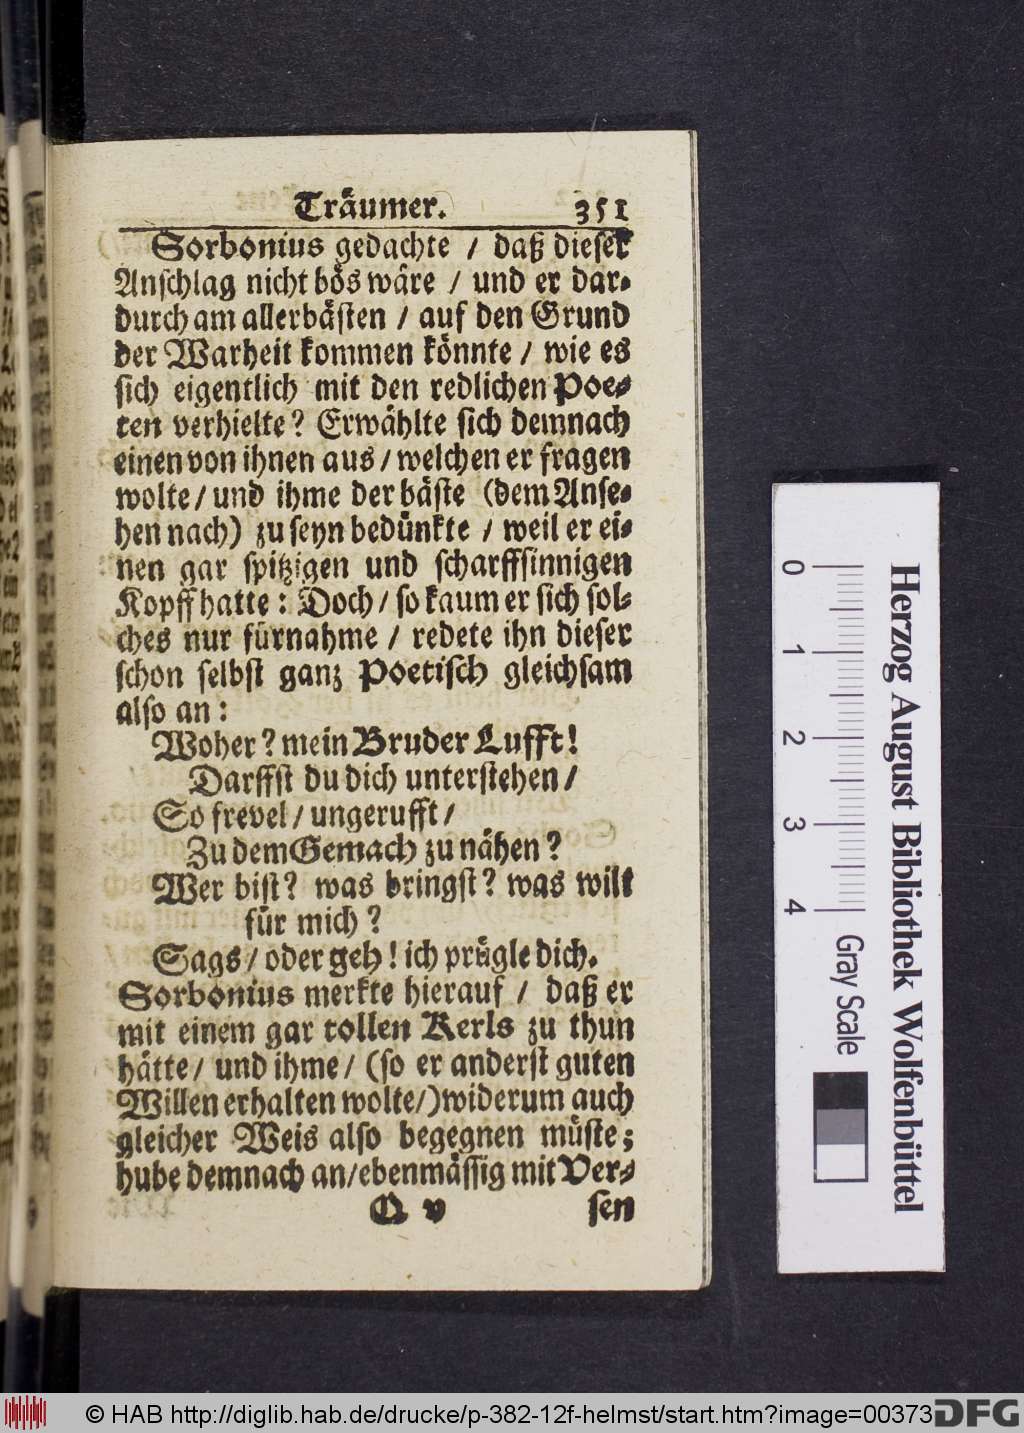 Träumer. 351
Sorbonius gedachte / daß dieser
Anschlag nicht bös wäre / und er dar-
durch am allerbästen / auf den Grund
der Warheit kommen könnte / wie es
sich eigentlich mit den redlichen Poe-
ten verhielte? Erwählte sich demnach
einen von ihnen aus / welchen er fragen
wolte / und ihme der bäste (dem Anse-
hen nach) zu seyn bedünkte / weil er ei-
nen gar spitzigen und scharffsinnigen
Kopff hatte: Doch / so kaum er sich sol-
ches nur fürnahme / redete ihn dieser
schon selbst ganz Poetisch gleichsam
also an:
Woher? mein Bruder Lufft!
Darffst du dich unterstehen /
So frevel / ungerufft /
Zu dem Gemach zu nähen?
Wer bist? was bringst? was wilt
für mich?
Sags / oder geh! ich prügle dich.
Sorbonius merkte hierauf / daß er
mit einem gar tollen Kerls zu thun
hätte / und ihme / (so er anderst guten
Willen erhalten wolte /) widerum auch
gleicher Weis also begegnen müste;
hube demnach an / ebenmässig mit Ver-
Q v sen
0 1 2 3 4
Gray Scale
Herzog August Bibliothek Wolfenbüttel
© HAB http://diglib.hab.de/drucke/p-382-12f-helmst/start.htm?image=00373
DFG